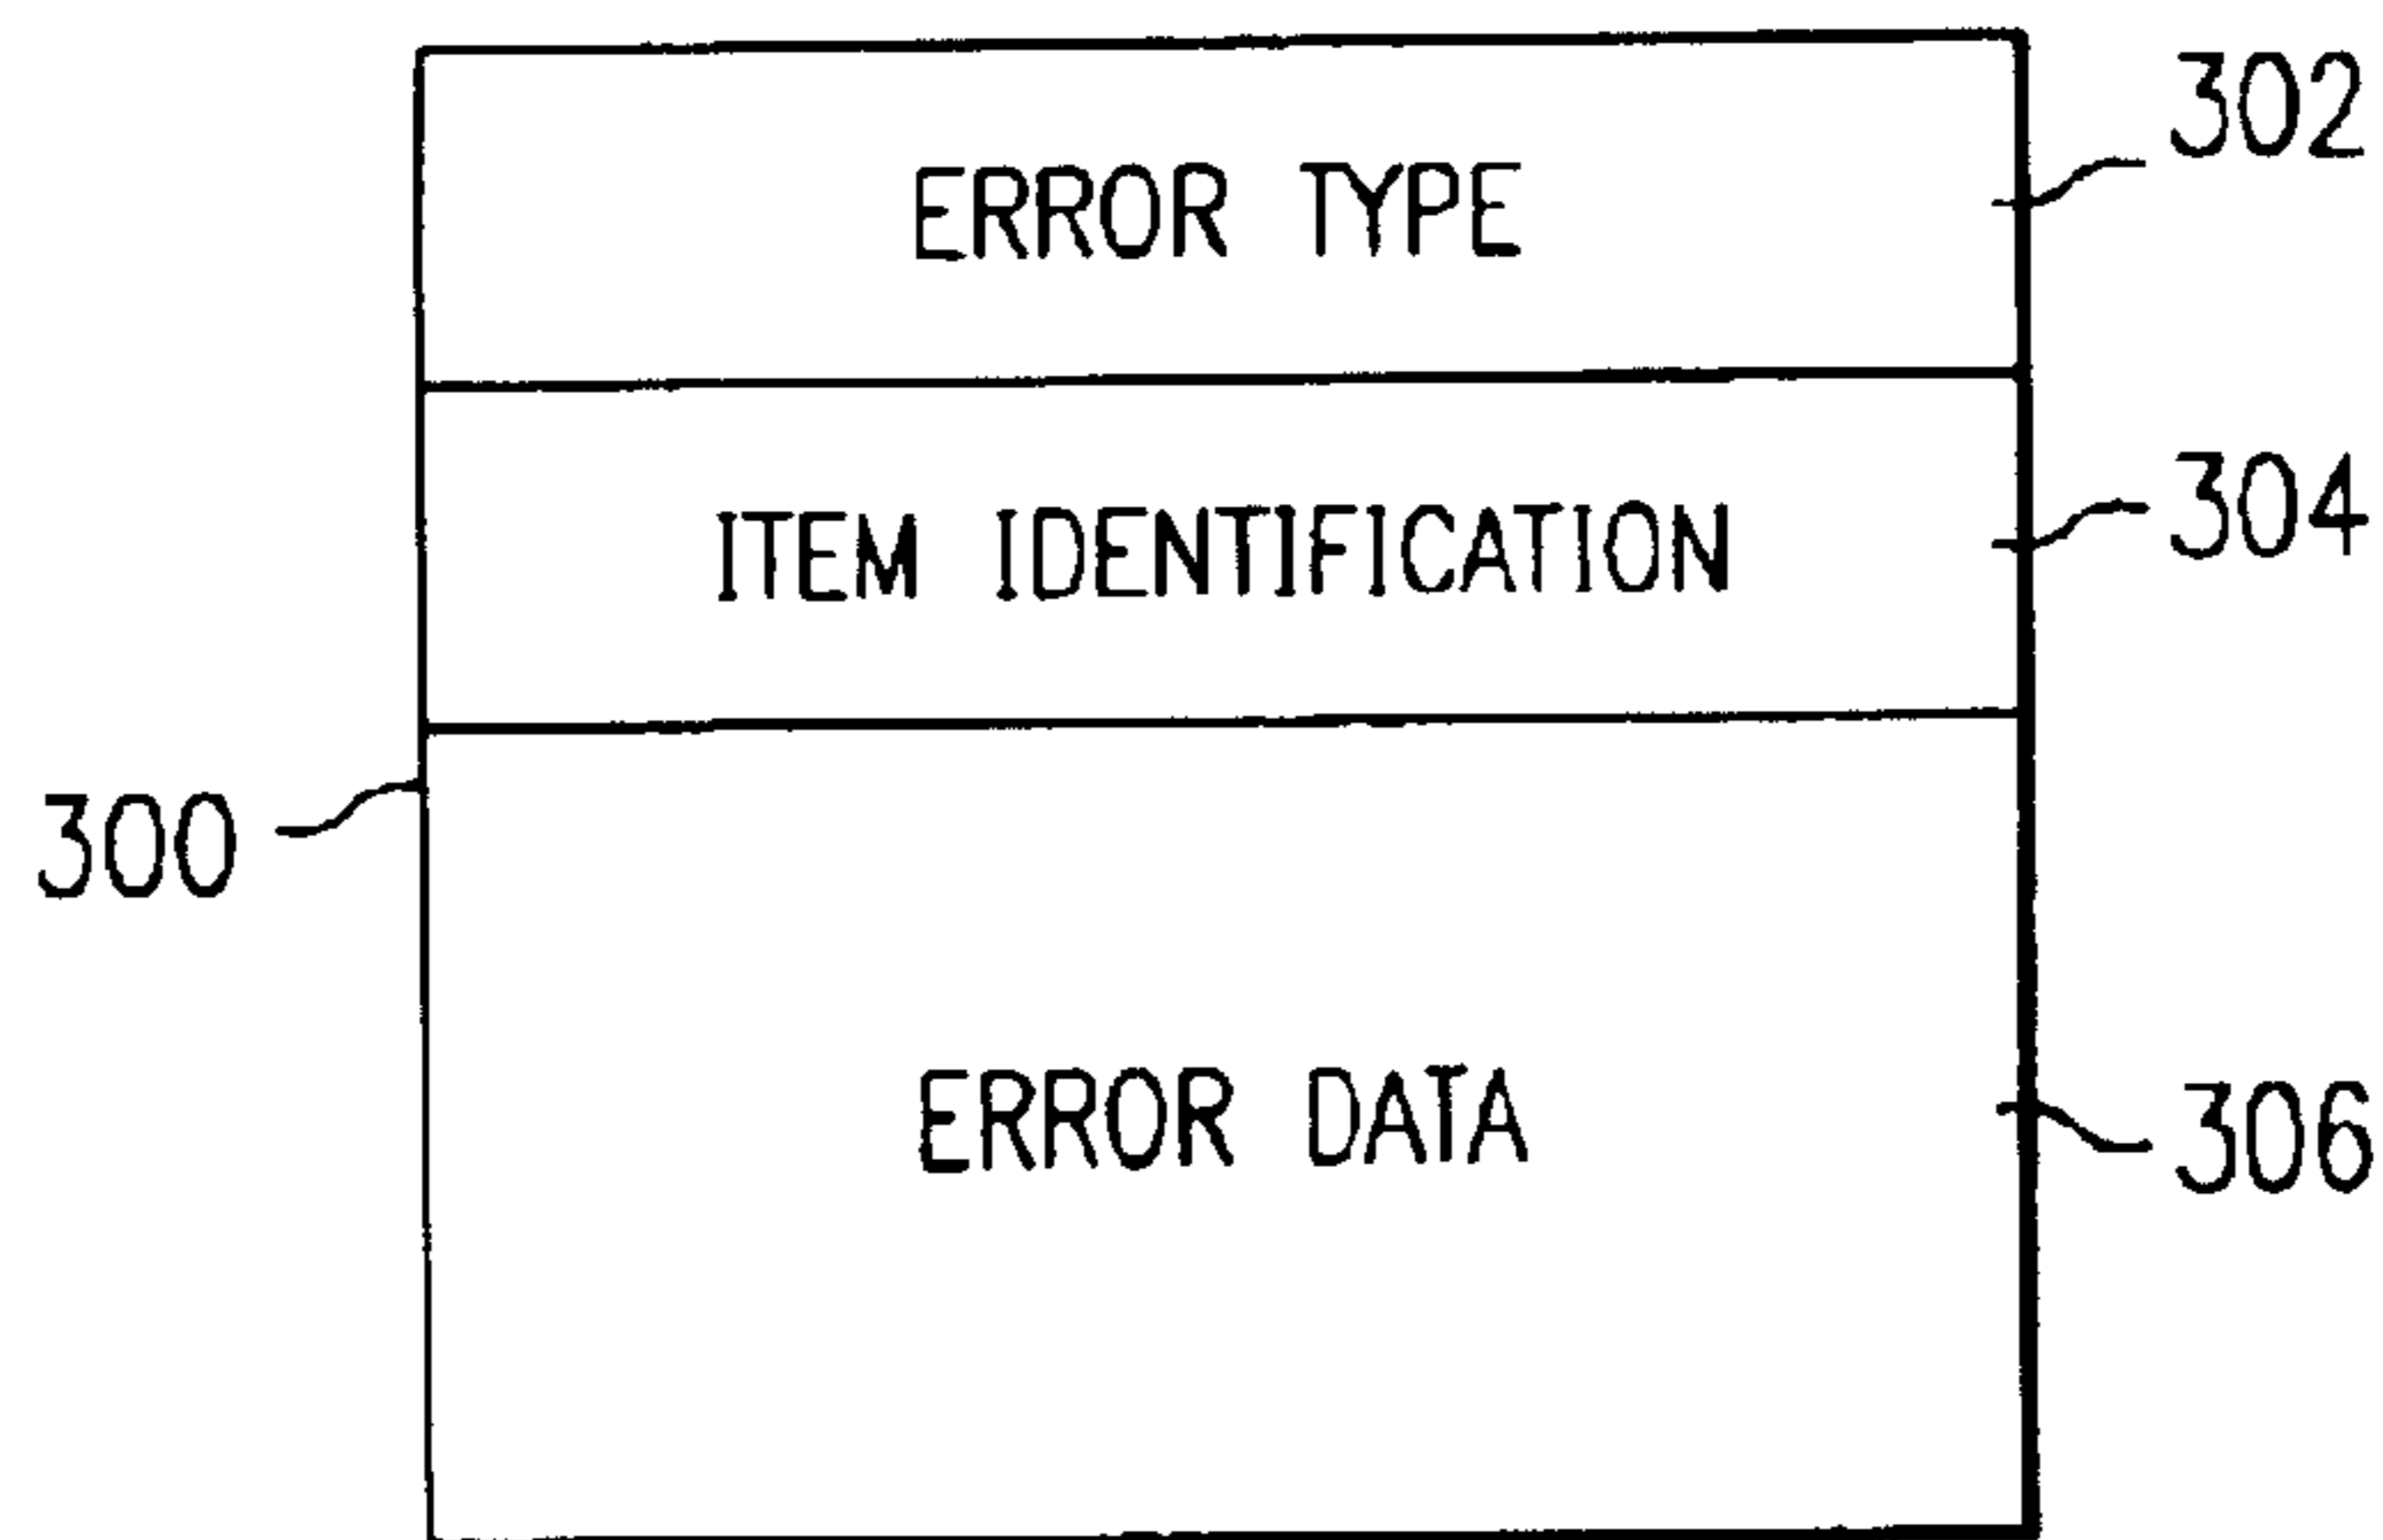 302
ERROR TYPE
304
ITEM IDENTIFICATION
300
ERROR DATA
306